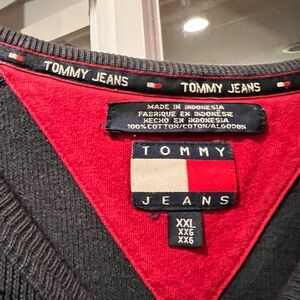 TOMMY JEANS TOMMY JEANS
MADE IN INDONESIA
FABRIQUE EN INDONÉSIE
HECHO EN INDONESIA
100% COTTON/COTON/ALGODON
TOMMY
JEANS
XXL
XXG
XXG